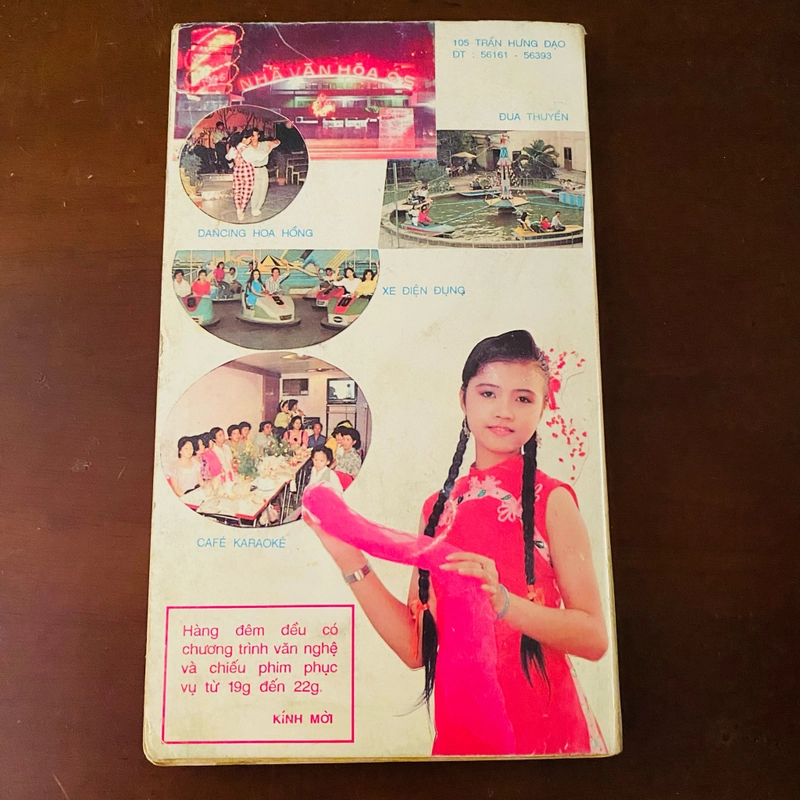 NHÀ VĂN HÓA Q5
105 TRẦN HƯNG ĐẠO
ĐT : 56161 - 56393
ĐUA THUYỀN
DANCING HOA HỒNG
XE ĐIỆN ĐỤNG
CAFÉ KARAOKÊ
Hàng đêm đều có
chương trình văn nghệ
và chiếu phim phục
vụ từ 19g đến 22g.
KÍNH MỜI